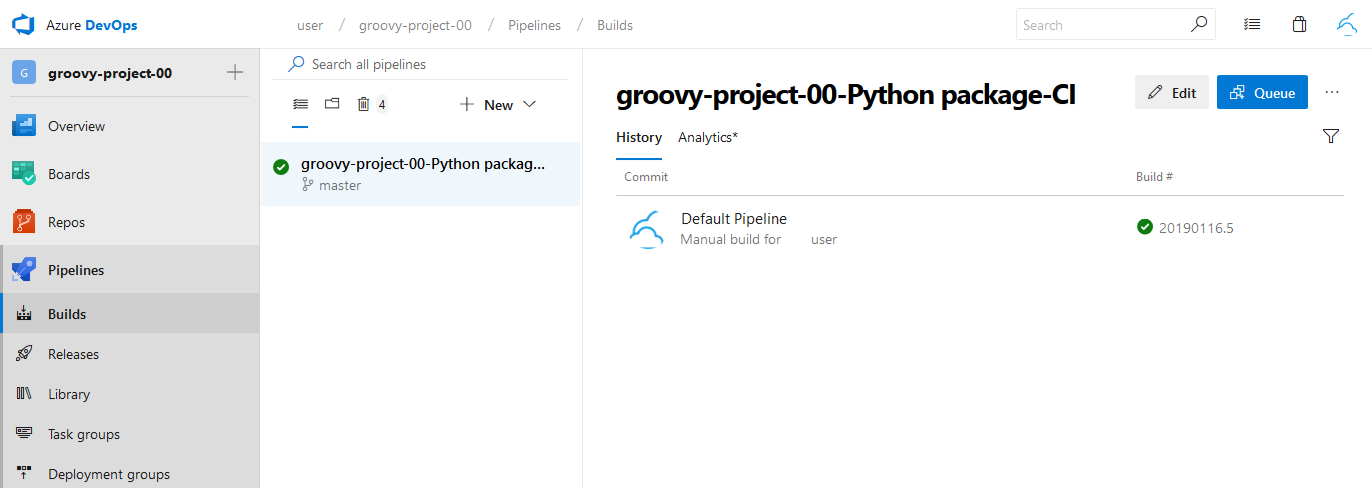 Azure DevOps
user / groovy-project-00 / Pipelines / Builds
Search
G
groovy-project-00
Overview
Boards
Repos
Pipelines
Builds
Releases
Library
Task groups
Deployment groups
Search all pipelines
4
New
groovy-project-00-Python packag...
master
groovy-project-00-Python package-CI
Edit
Queue
...
History
Analytics*
Commit
Build #
Default Pipeline
Manual build for user
20190116.5